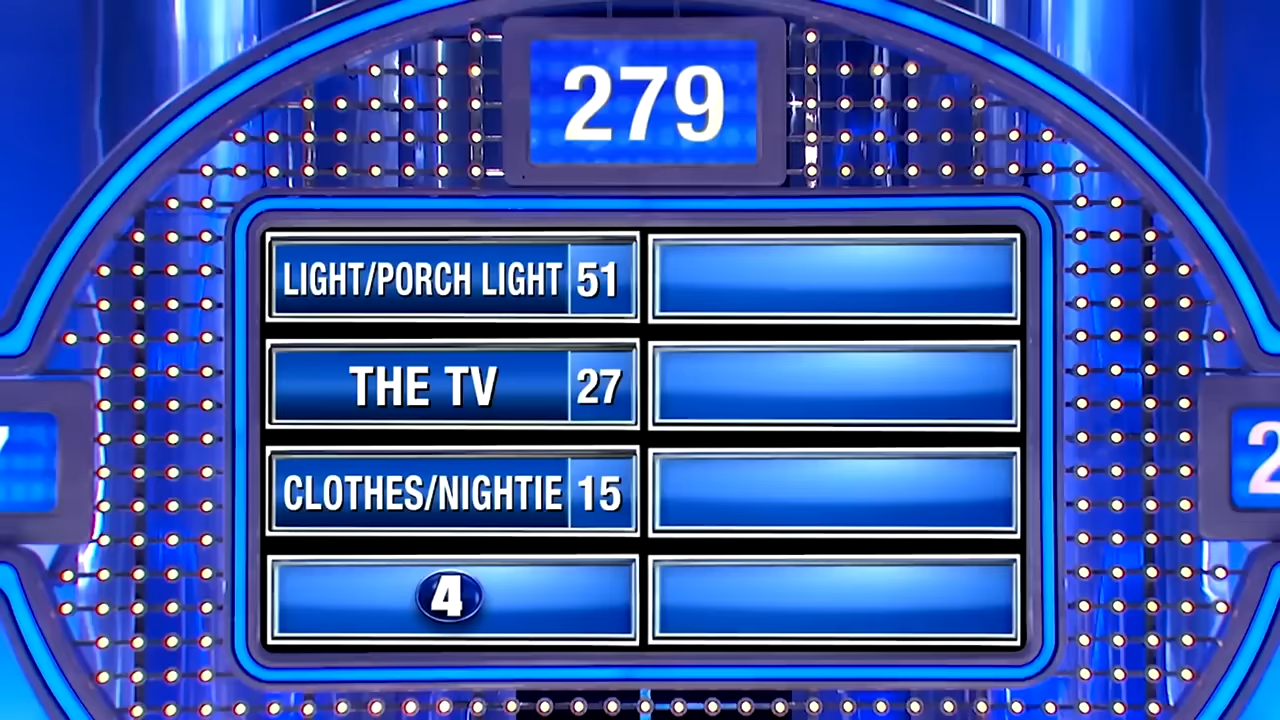 279
LIGHT/PORCH LIGHT 51
THE TV 27
CLOTHES/NIGHTIE 15
4